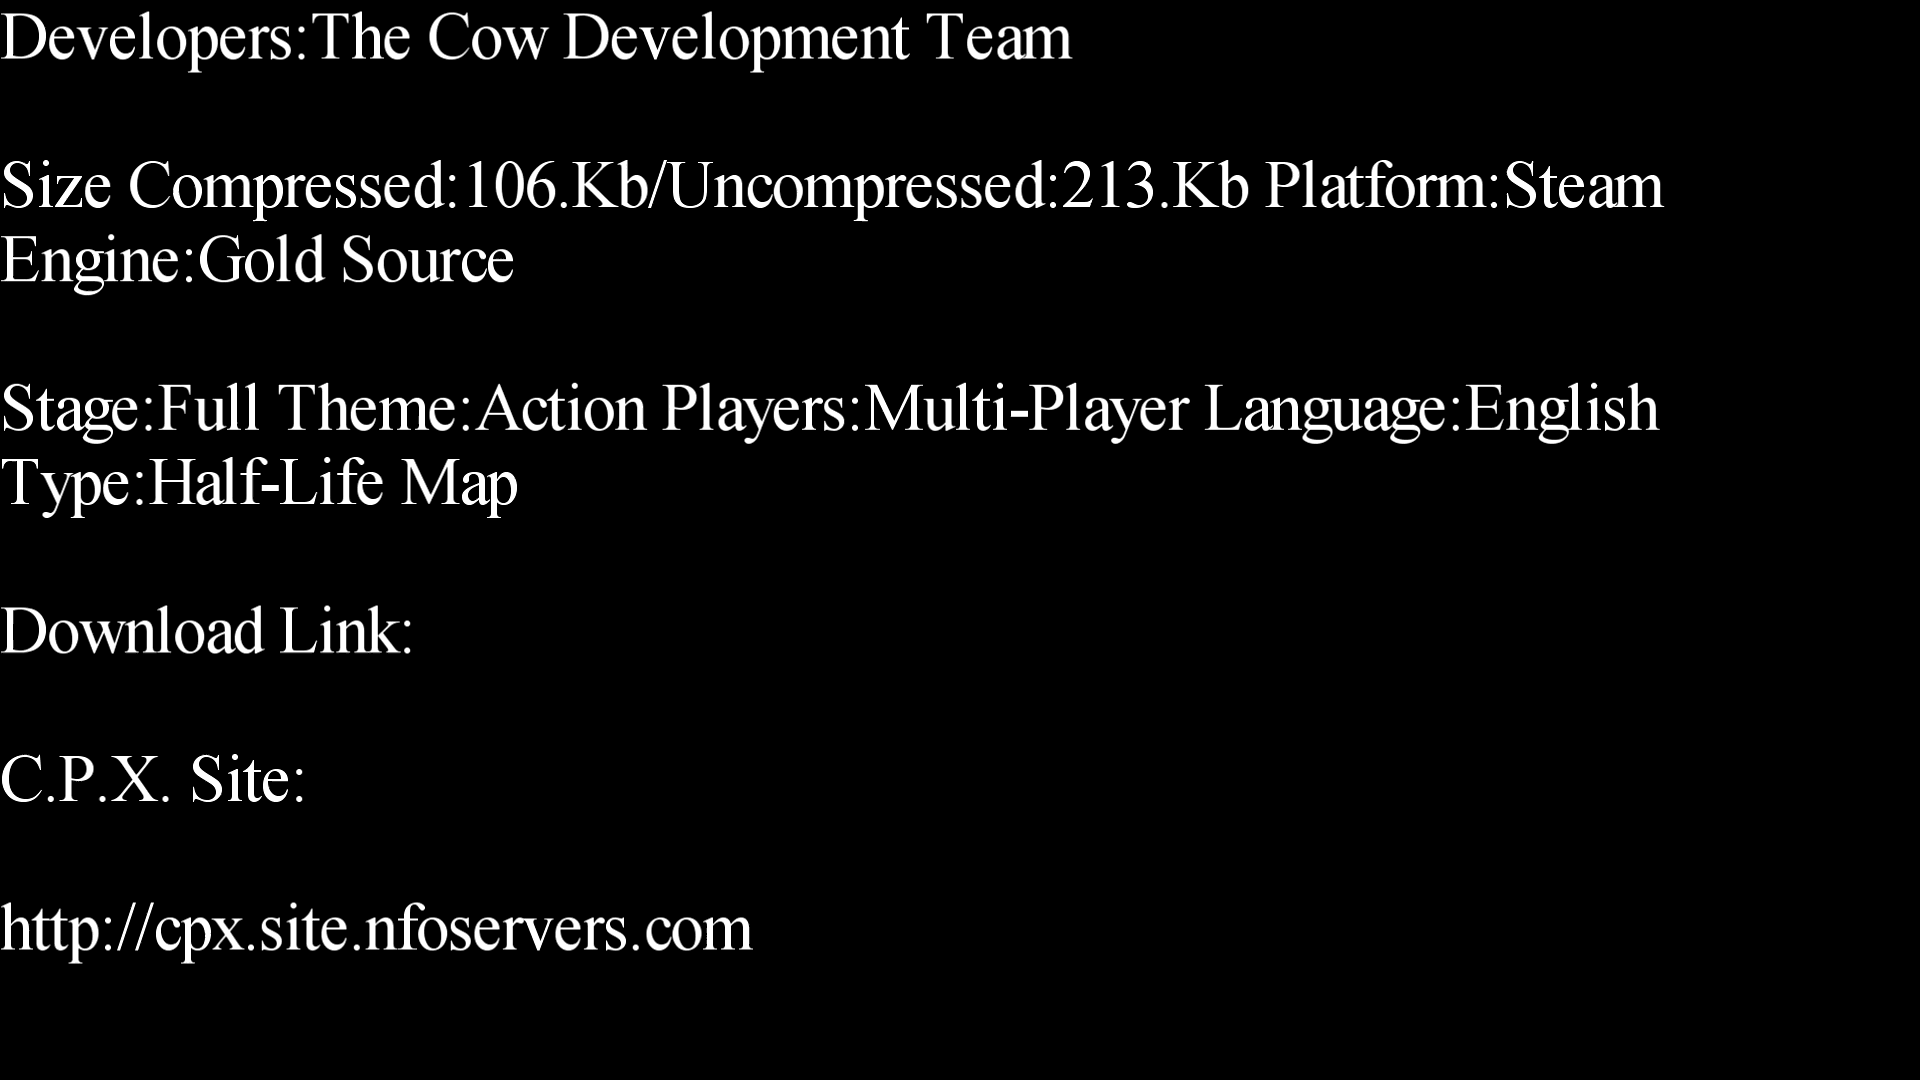 Developers:The Cow Development Team
Size Compressed:106.Kb/Uncompressed:213.Kb Platform:Steam
Engine:Gold Source
Stage:Full Theme:Action Players:Multi-Player Language:English
Type:Half-Life Map
Download Link:
C.P.X. Site:
http://cpx.site.nfoservers.com